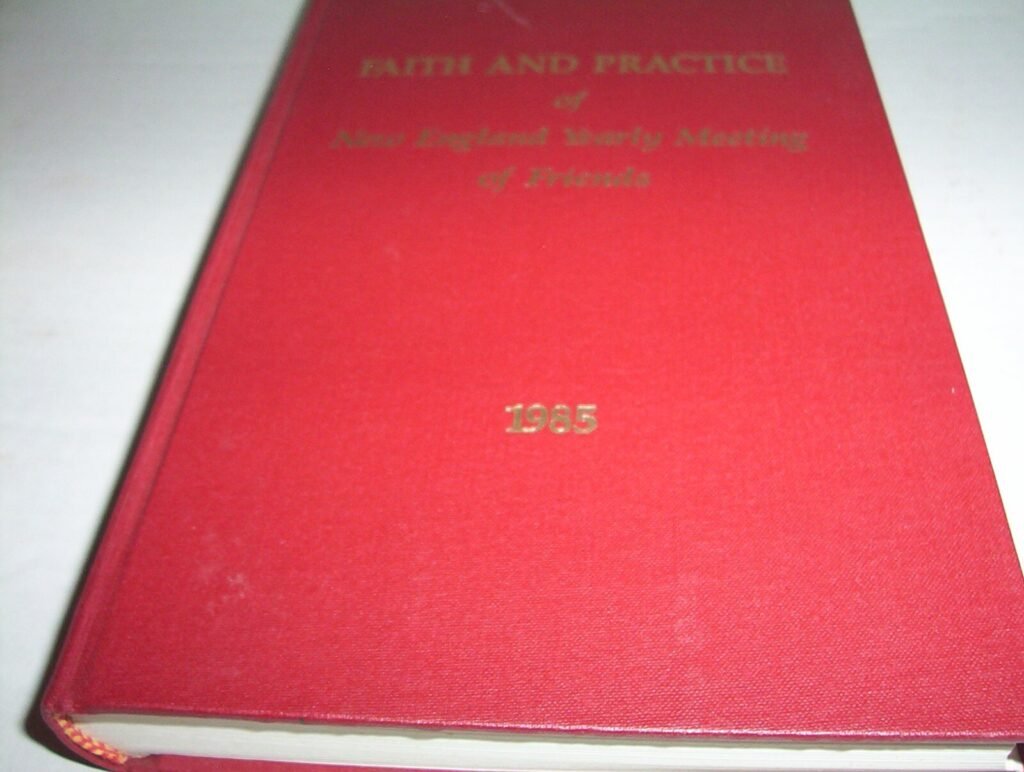 FAITH AND PRACTICE
of
New England Yearly Meeting
of Friends
1985